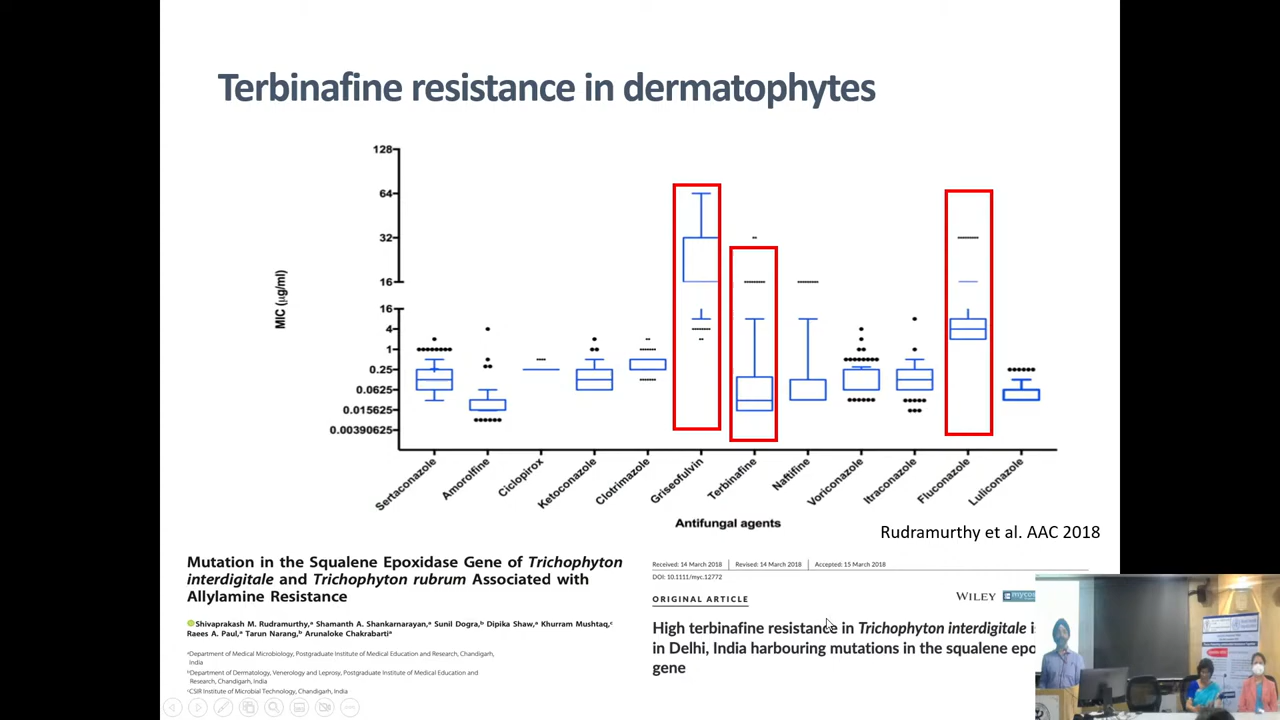 Terbinafine resistance in dermatophytes
128
64
32
16
16
4
1
0.25
0.0625
0.015625
0.00390625
MIC (μg/ml)
Sertaconazole
Amorolfine
Ciclopirox
Ketoconazole
Clotrimazole
Griseofulvin
Terbinafine
Naftifine
Voriconazole
Itraconazole
Fluconazole
Luliconazole
Antifungal agents
Rudramurthy et al. AAC 2018
Mutation in the Squalene Epoxidase Gene of Trichophyton
interdigitale and Trichophyton rubrum Associated with
Allylamine Resistance
Shivaprakash M. Rudramurthy,a Shamanth A. Shankarnarayan,a Sunil Dogra,b Dipika Shaw,a Khurram Mushtaq,c
Raees A. Paul,a Tarun Narang,b Arunaloke Chakrabartia
aDepartment of Medical Microbiology, Postgraduate Institute of Medical Education and Research, Chandigarh,
India
bDepartment of Dermatology, Venerology and Leprosy, Postgraduate Institute of Medical Education and
Research, Chandigarh, India
cCSIR Institute of Microbial Technology, Chandigarh, India
Received: 14 March 2018 | Revised: 14 March 2018 | Accepted: 15 March 2018
DOI: 10.1111/myc.12772
ORIGINAL ARTICLE
WILEY
High terbinafine resistance in Trichophyton interdigitale
in Delhi, India harbouring mutations in the squalene epo
gene